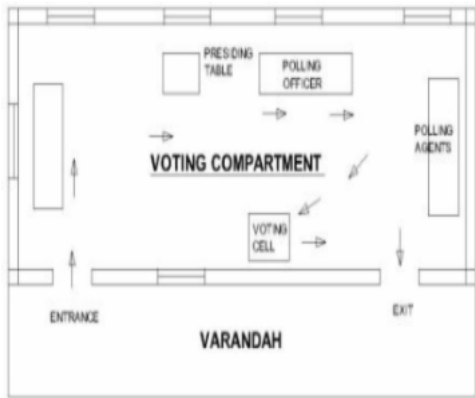 PRESIDING
TABLE
POLLING
OFFICER
POLLING
AGENTS
VOTING COMPARTMENT
VOTING
CELL
ENTRANCE
EXIT
VARANDAH